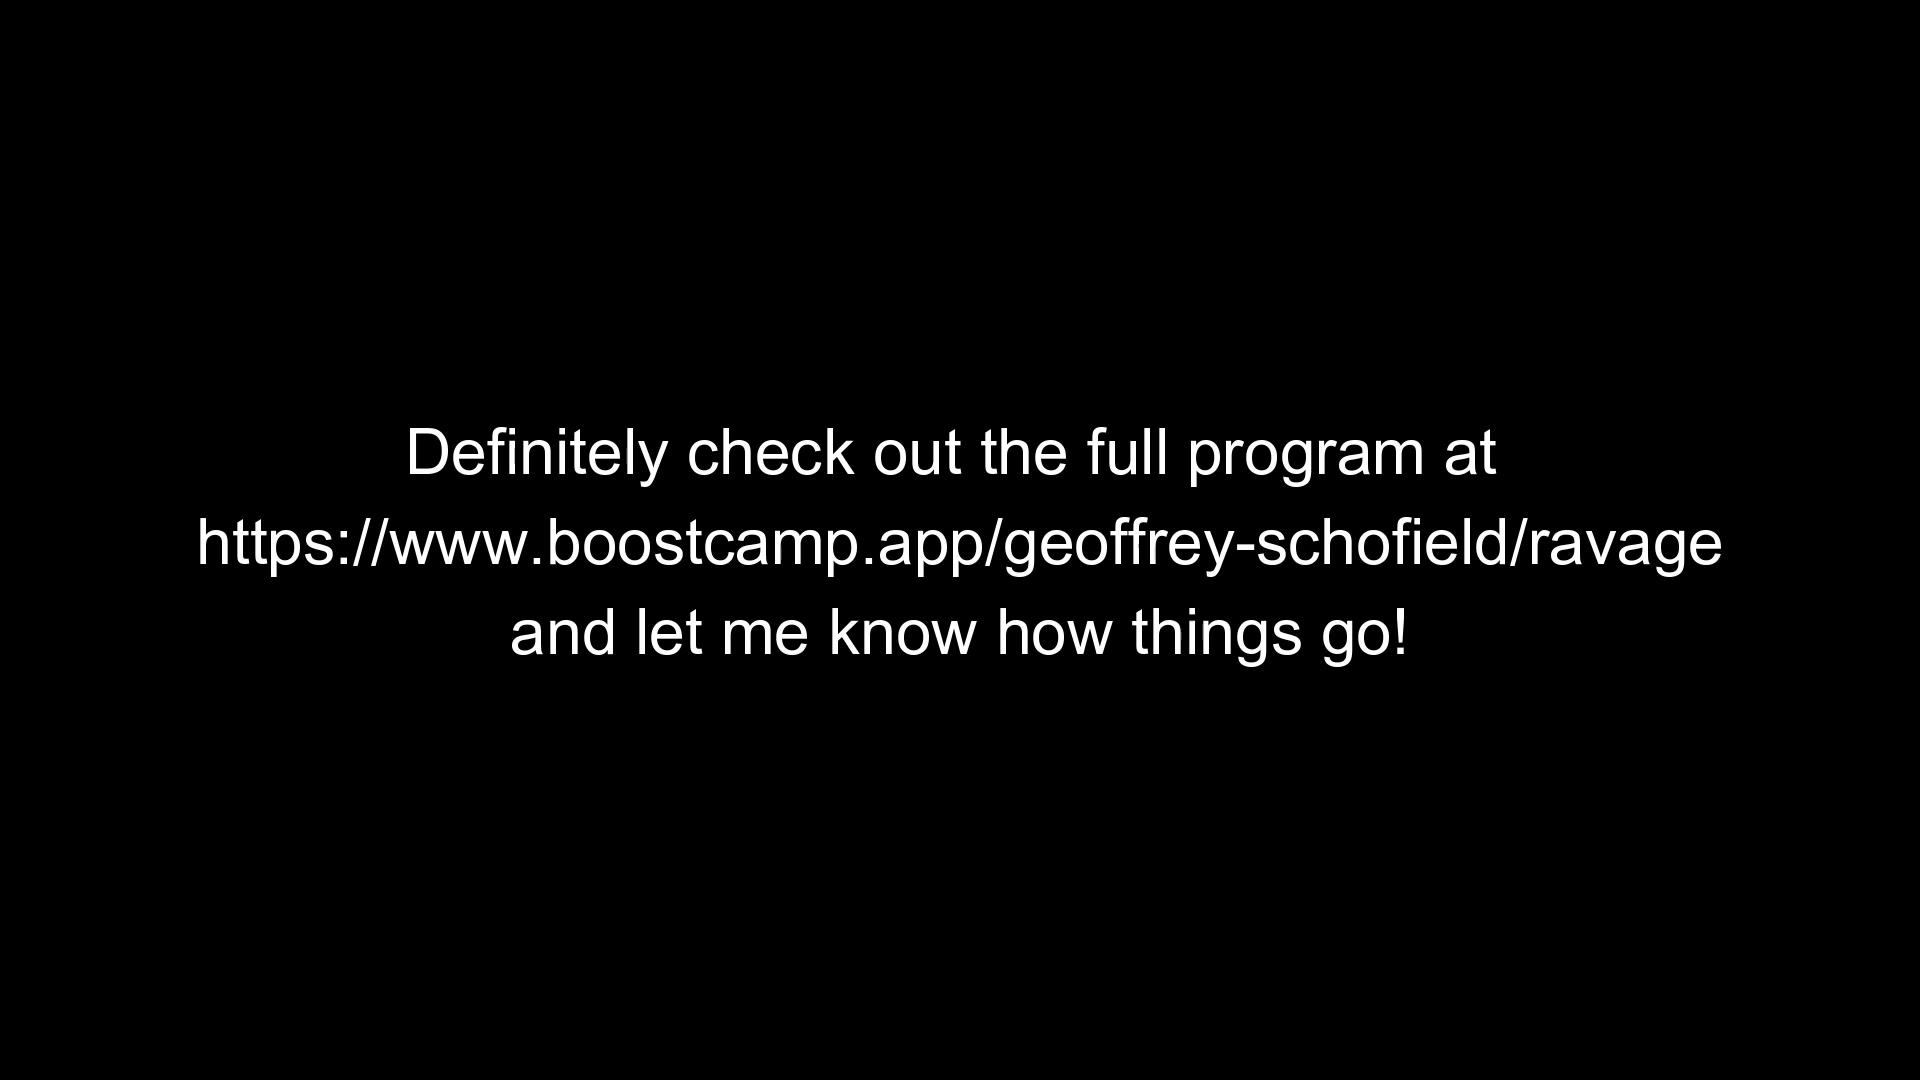 Definitely check out the full program at
https://www.boostcamp.app/geoffrey-schofield/ravage
and let me know how things go!